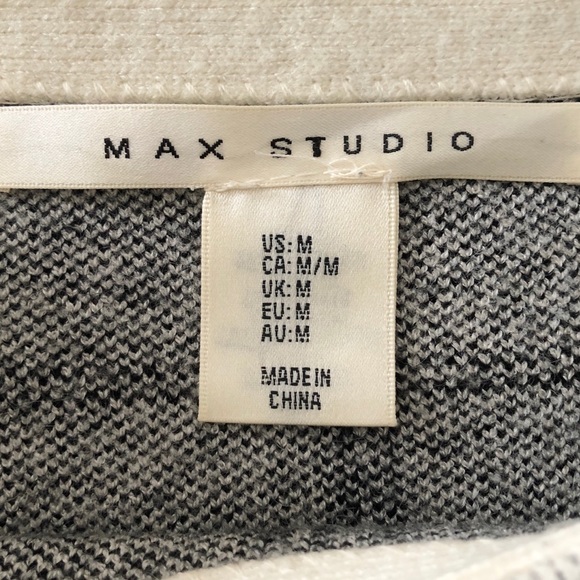 MAX STUDIO
US: M
CA: M/M
UK: M
EU: M
AU: M
MADE IN
CHINA